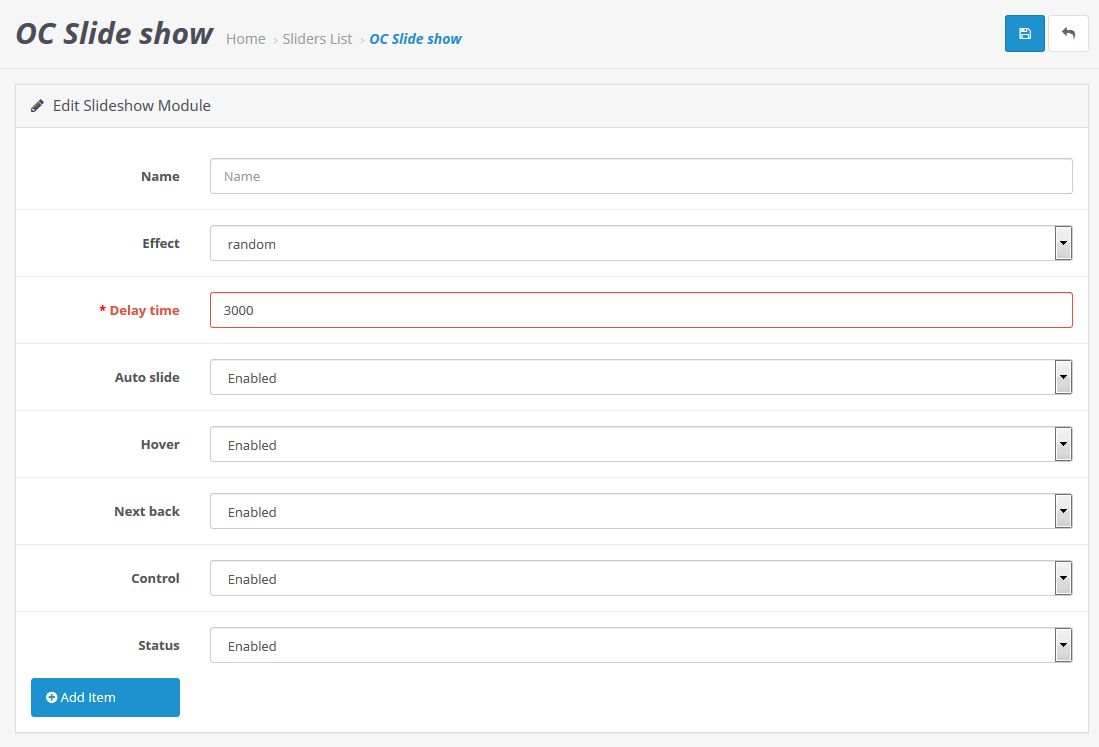 OC Slide show Home › Sliders List › OC Slide show
Edit Slideshow Module
Name Name
Effect random
* Delay time 3000
Auto slide Enabled
Hover Enabled
Next back Enabled
Control Enabled
Status Enabled
Add Item